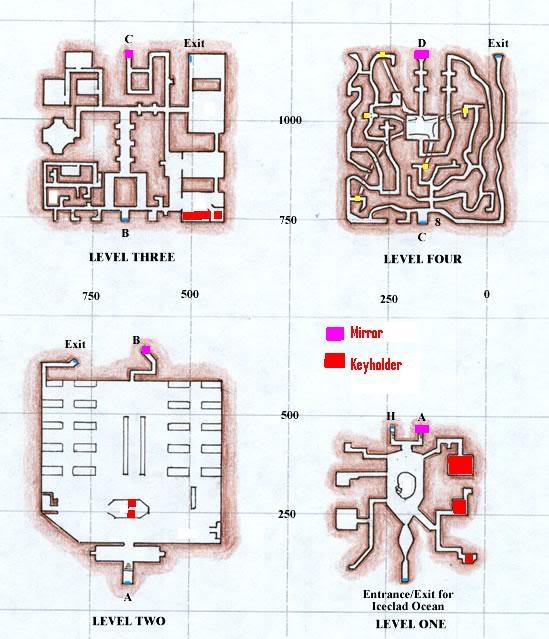 C
Exit
D
Exit
1000
750
B
C
S
LEVEL THREE
LEVEL FOUR
750
500
250
0
Exit
B
Mirror
Keyholder
500
H
A
250
A
Entrance/Exit for
Iceclad Ocean
LEVEL TWO
LEVEL ONE